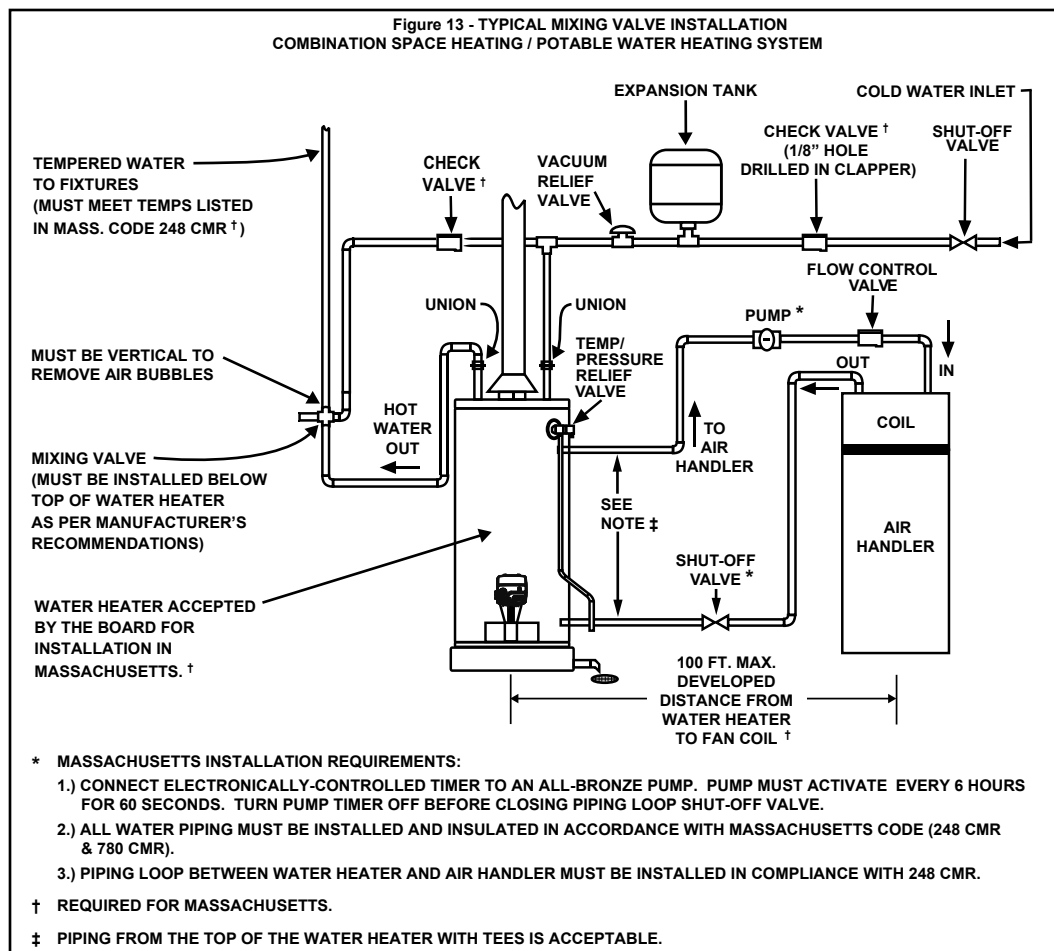 Figure 13 - TYPICAL MIXING VALVE INSTALLATION
COMBINATION SPACE HEATING / POTABLE WATER HEATING SYSTEM
EXPANSION TANK
COLD WATER INLET
TEMPERED WATER
TO FIXTURES
(MUST MEET TEMPS LISTED
IN MASS. CODE 248 CMR †)
CHECK
VALVE †
VACUUM
RELIEF
VALVE
CHECK VALVE †
(1/8” HOLE
DRILLED IN CLAPPER)
SHUT-OFF
VALVE
FLOW CONTROL
VALVE
UNION
UNION
PUMP *
TEMP/
PRESSURE
RELIEF
VALVE
OUT
IN
MUST BE VERTICAL TO
REMOVE AIR BUBBLES
HOT
WATER
OUT
TO
AIR
HANDLER
COIL
MIXING VALVE
(MUST BE INSTALLED BELOW
TOP OF WATER HEATER
AS PER MANUFACTURER’S
RECOMMENDATIONS)
SEE
NOTE ‡
AIR
HANDLER
SHUT-OFF
VALVE *
WATER HEATER ACCEPTED
BY THE BOARD FOR
INSTALLATION IN
MASSACHUSETTS. †
100 FT. MAX.
DEVELOPED
DISTANCE FROM
WATER HEATER
TO FAN COIL †
* MASSACHUSETTS INSTALLATION REQUIREMENTS:
1.) CONNECT ELECTRONICALLY-CONTROLLED TIMER TO AN ALL-BRONZE PUMP. PUMP MUST ACTIVATE EVERY 6 HOURS
FOR 60 SECONDS. TURN PUMP TIMER OFF BEFORE CLOSING PIPING LOOP SHUT-OFF VALVE.
2.) ALL WATER PIPING MUST BE INSTALLED AND INSULATED IN ACCORDANCE WITH MASSACHUSETTS CODE (248 CMR
& 780 CMR).
3.) PIPING LOOP BETWEEN WATER HEATER AND AIR HANDLER MUST BE INSTALLED IN COMPLIANCE WITH 248 CMR.
† REQUIRED FOR MASSACHUSETTS.
‡ PIPING FROM THE TOP OF THE WATER HEATER WITH TEES IS ACCEPTABLE.